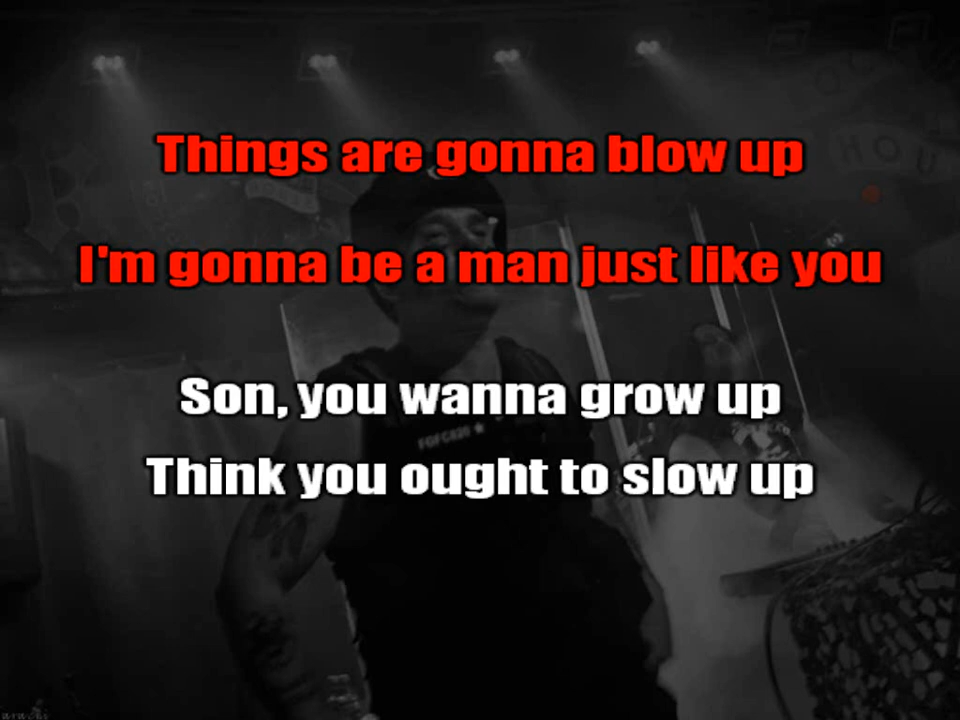 Things are gonna blow up
I'm gonna be a man just like you
Son, you wanna grow up
FGFC820 ★
Think you ought to slow up